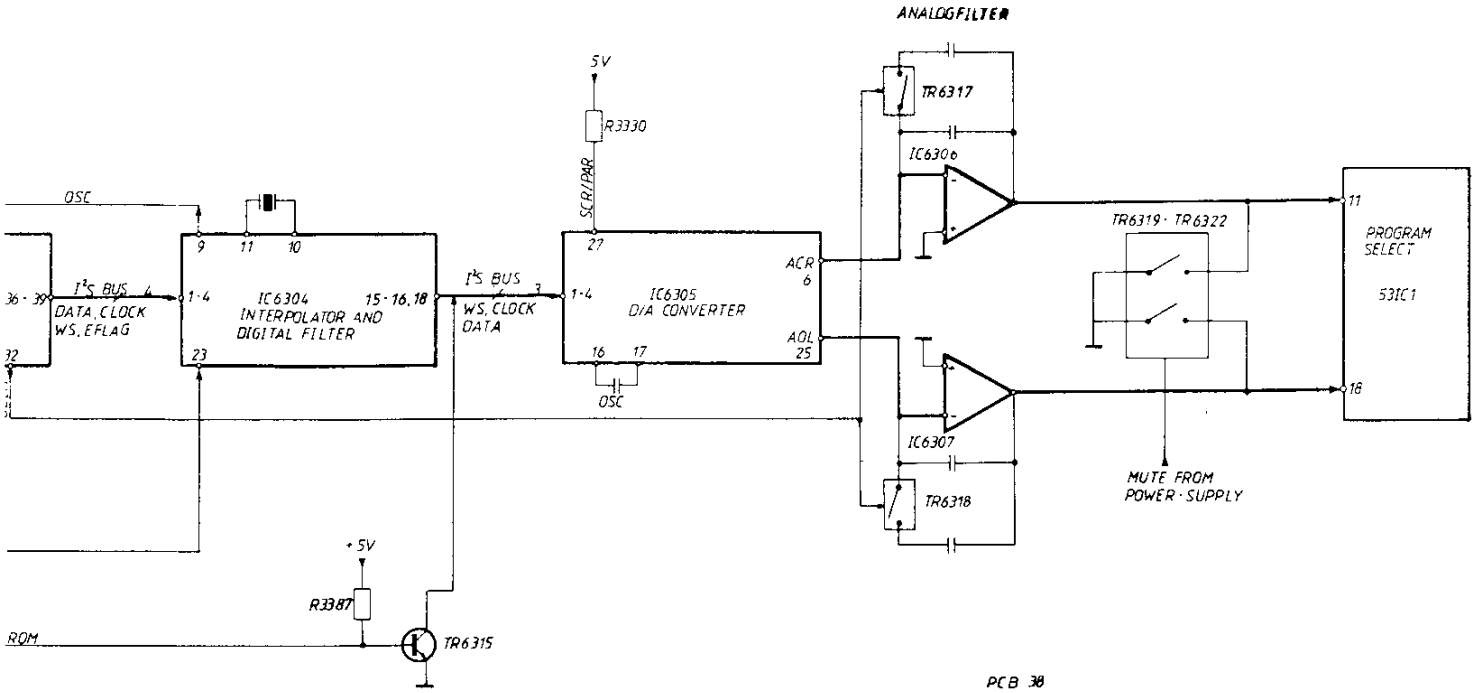 ANALOGFILTER
5V
TR6317
R3330
IC6306
SCR/PAR
OSC
9
11
10
27
ACR
6
11
TR6319 - TR6322
PROGRAM
SELECT
53IC1
36 - 39
I²S BUS 4
DATA, CLOCK
WS, EFLAG
1-4
IC6304
INTERPOLATOR AND
DIGITAL FILTER
15-16,18
I²S BUS 3
WS, CLOCK
DATA
1-4
IC6305
D/A CONVERTER
AOL
25
32
23
16
17
OSC
18
+
-
-
+
IC6307
TR6318
MUTE FROM
POWER-SUPPLY
+5V
R3387
ROM
TR6315
PCB 38